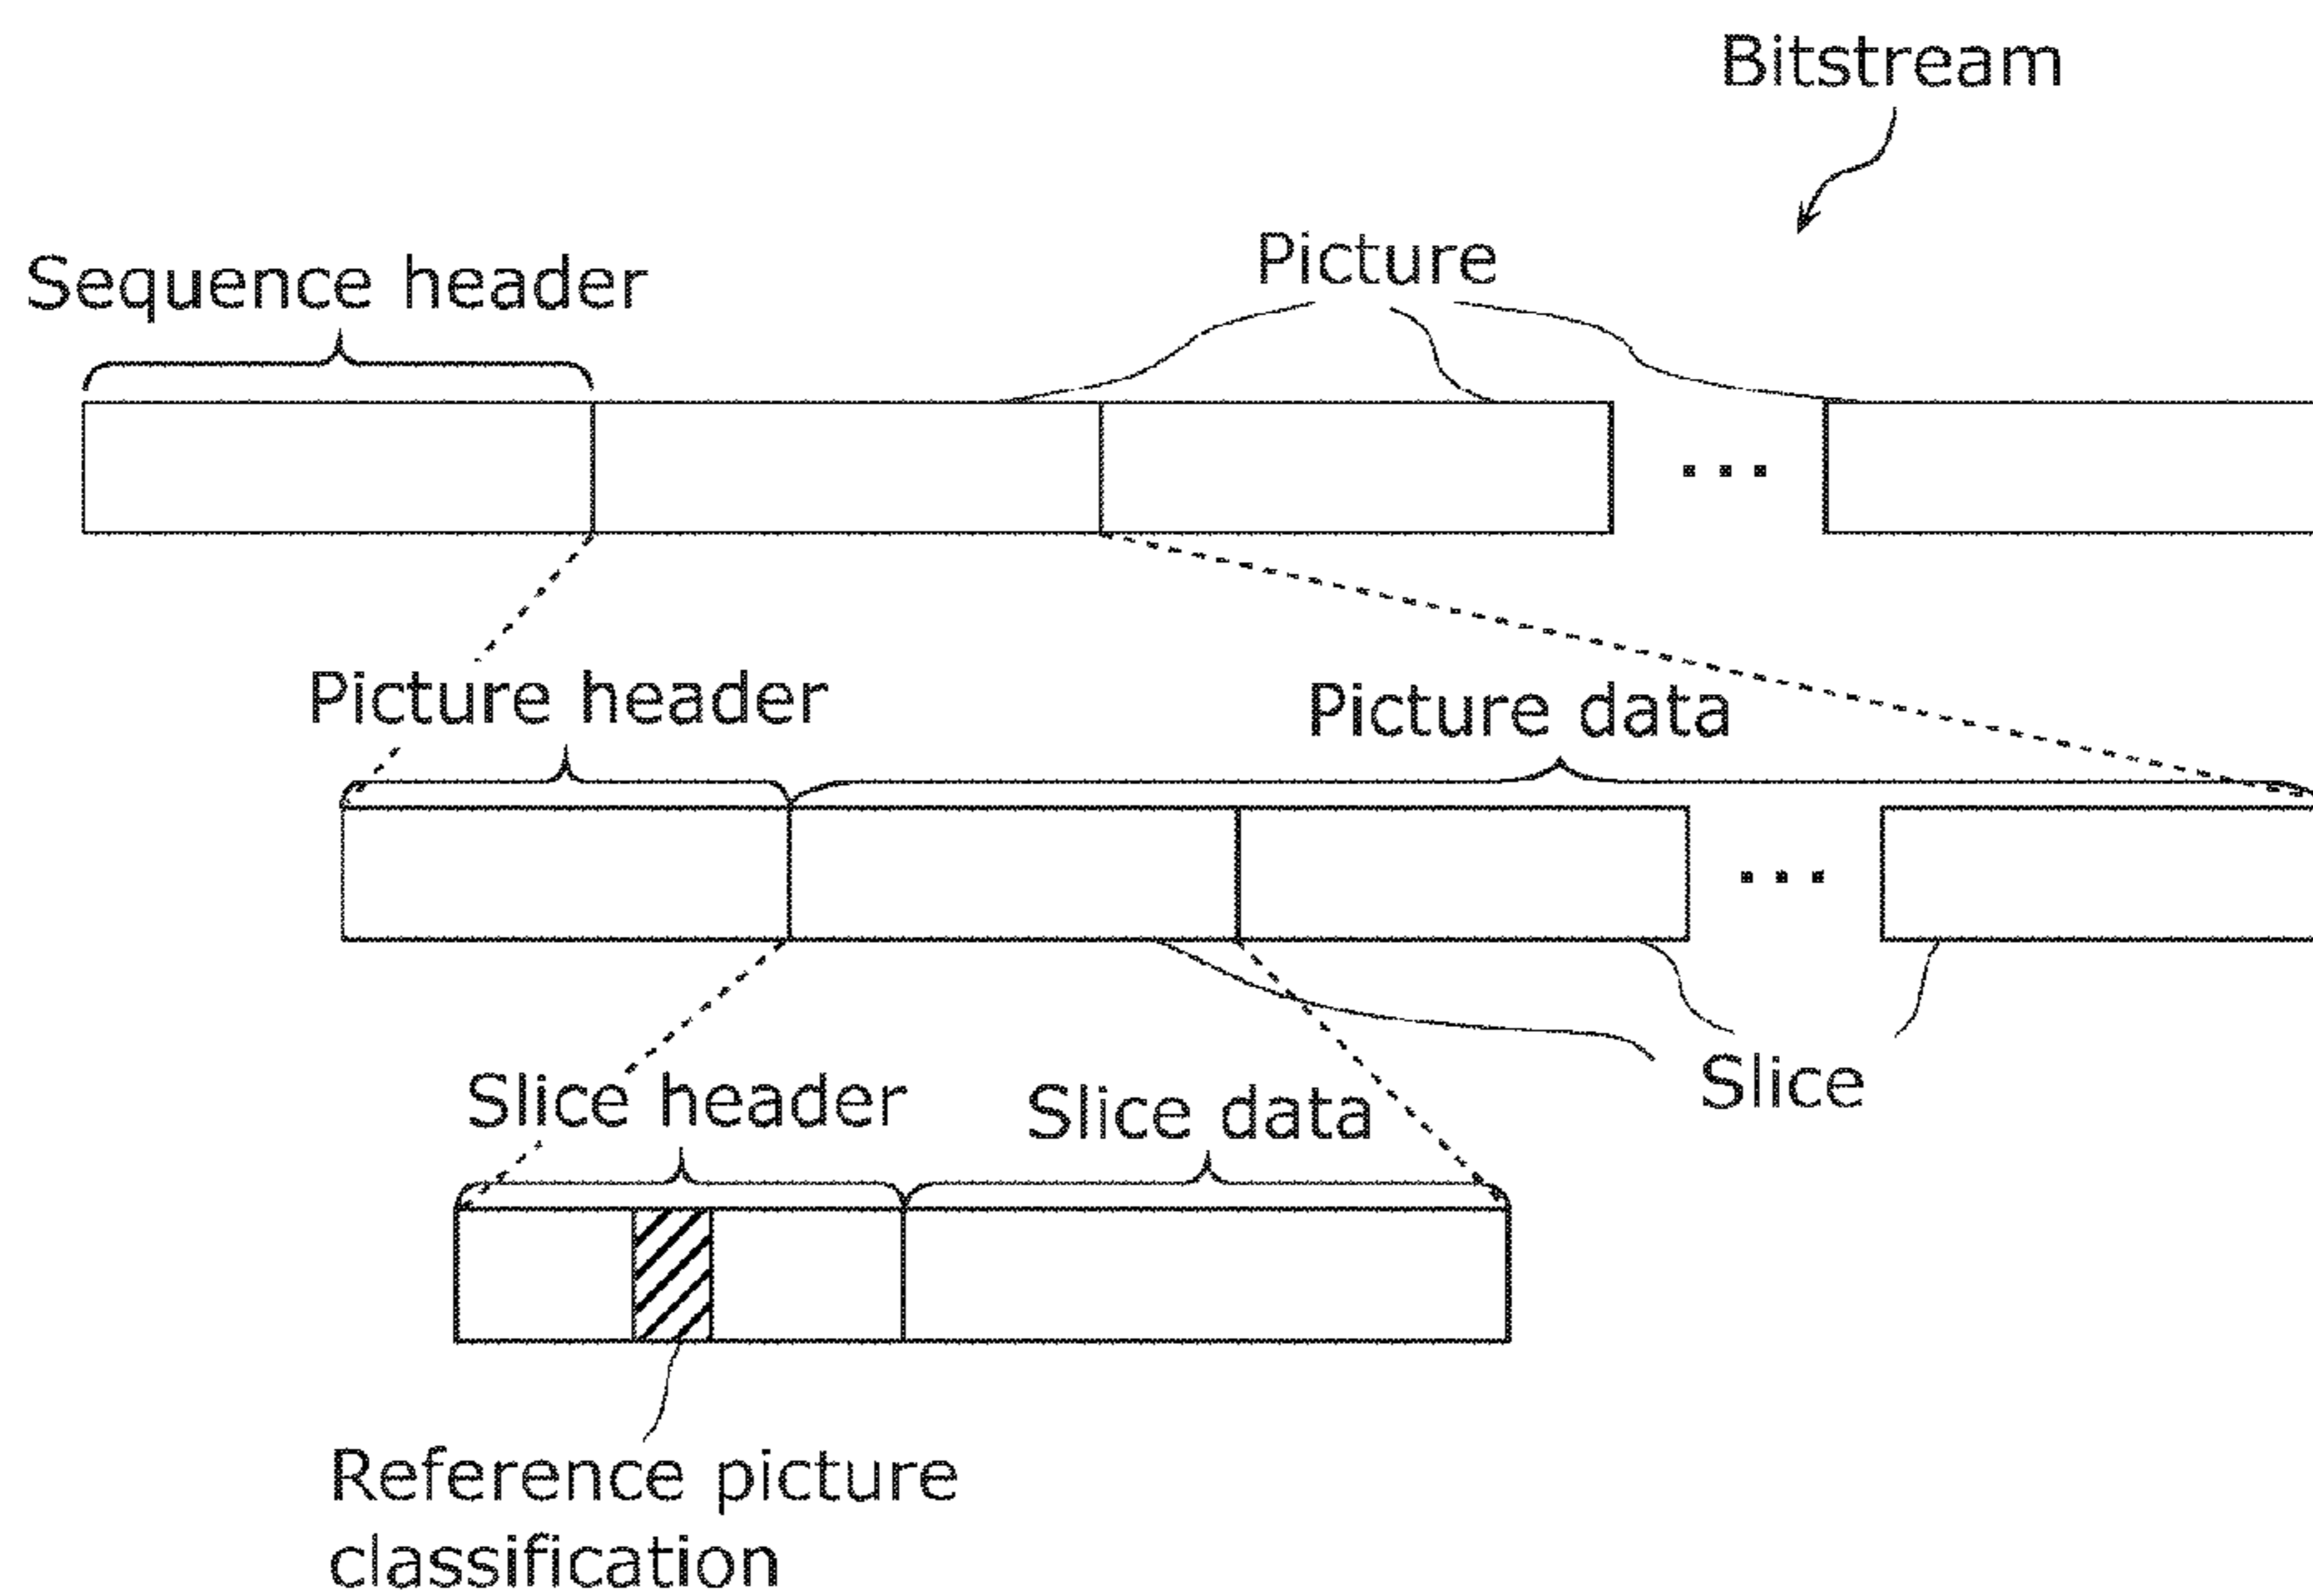 Bitstream
Picture
Sequence header
...
Picture header
Picture data
...
Slice header
Slice data
Slice
Reference picture
classification